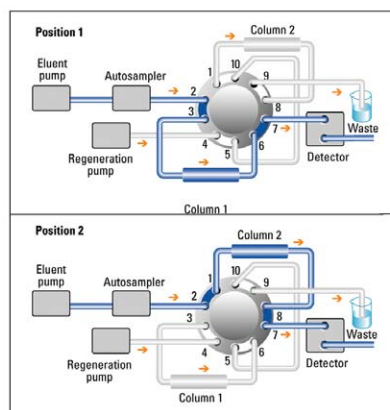 Position 1
Column 2
Eluent
pump
Autosampler
1
10
9
2
8
3
7
4
5
6
Waste
Regeneration
pump
Detector
Column 1
Position 2
Column 2
Eluent
pump
Autosampler
1
10
9
2
8
3
7
4
5
6
Waste
Regeneration
pump
Detector
Column 1